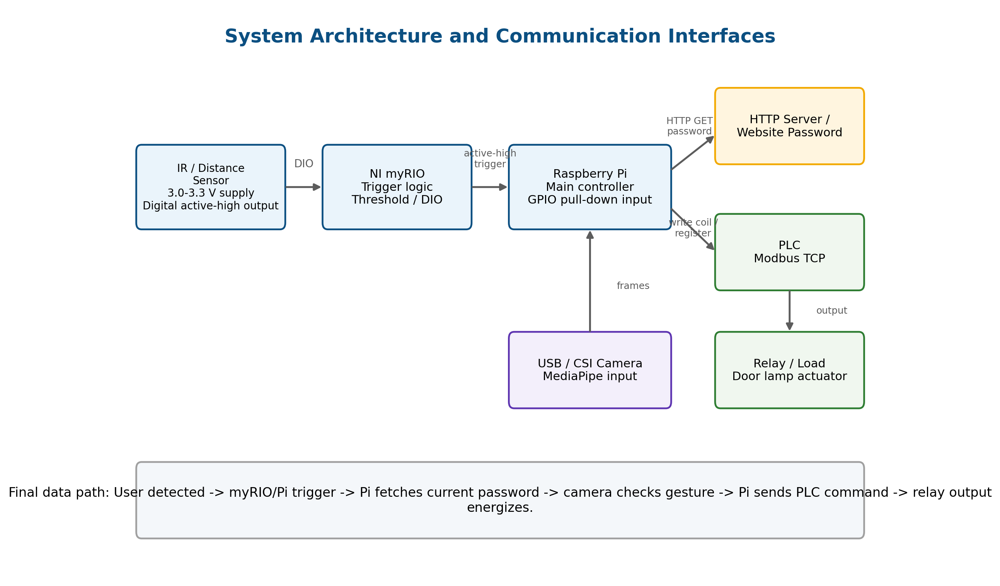 System Architecture and Communication Interfaces
IR / Distance
Sensor
3.0-3.3 V supply
Digital active-high output
DIO
NI myRIO
Trigger logic
Threshold / DIO
active-high
trigger
Raspberry Pi
Main controller
GPIO pull-down input
HTTP GET
password
HTTP Server /
Website Password
write coil /
register
PLC
Modbus TCP
frames
output
USB / CSI Camera
MediaPipe input
Relay / Load
Door lamp actuator
Final data path: User detected -> myRIO/Pi trigger -> Pi fetches current password -> camera checks gesture -> Pi sends PLC command -> relay output
energizes.